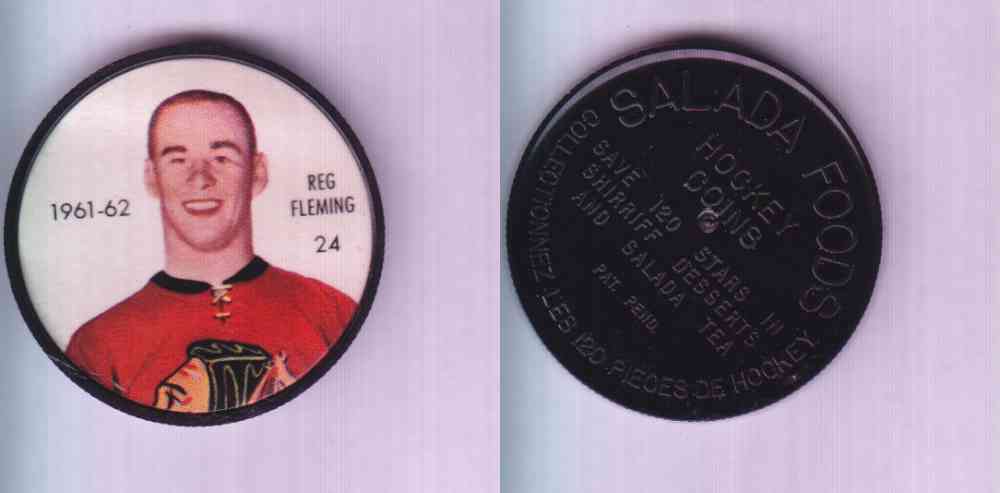 1961-62
REG
FLEMING
24
SALADA FOODS
HOCKEY
COINS
SAVE 120 STARS IN
SHIRRIFF DESSERTS
AND SALADA TEA
PAT. PEND.
COLLECTIONNEZ LES 120 PIECES DE HOCKEY